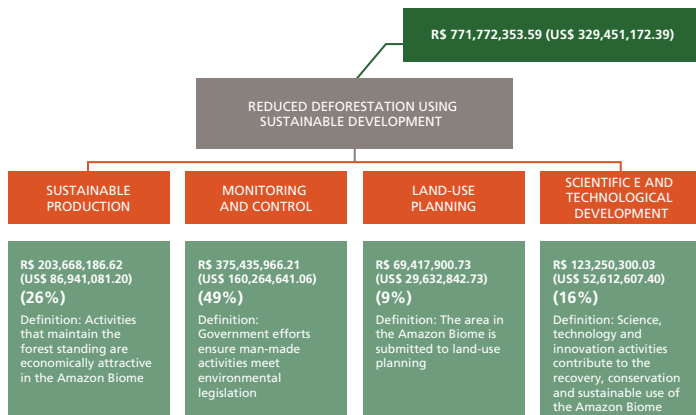 R$ 771,772,353.59 (US$ 329,451,172.39)
REDUCED DEFORESTATION USING
SUSTAINABLE DEVELOPMENT
SUSTAINABLE
PRODUCTION
MONITORING
AND CONTROL
LAND-USE
PLANNING
SCIENTIFIC E AND
TECHNOLOGICAL
DEVELOPMENT
R$ 203,668,186.62
(US$ 86,941,081.20)
(26%)
Definition: Activities
that maintain the
forest standing are
economically attractive
in the Amazon Biome
R$ 375,435,966.21
(US$ 160,264,641.06)
(49%)
Definition:
Government efforts
ensure man-made
activities meet
environmental
legislation
R$ 69,417,900.73
(US$ 29,632,842.73)
(9%)
Definition: The area in
the Amazon Biome is
submitted to land-use
planning
R$ 123,250,300.03
(US$ 52,612,607.40)
(16%)
Definition: Science,
technology and
innovation activities
contribute to the
recovery, conservation
and sustainable use of
the Amazon Biome